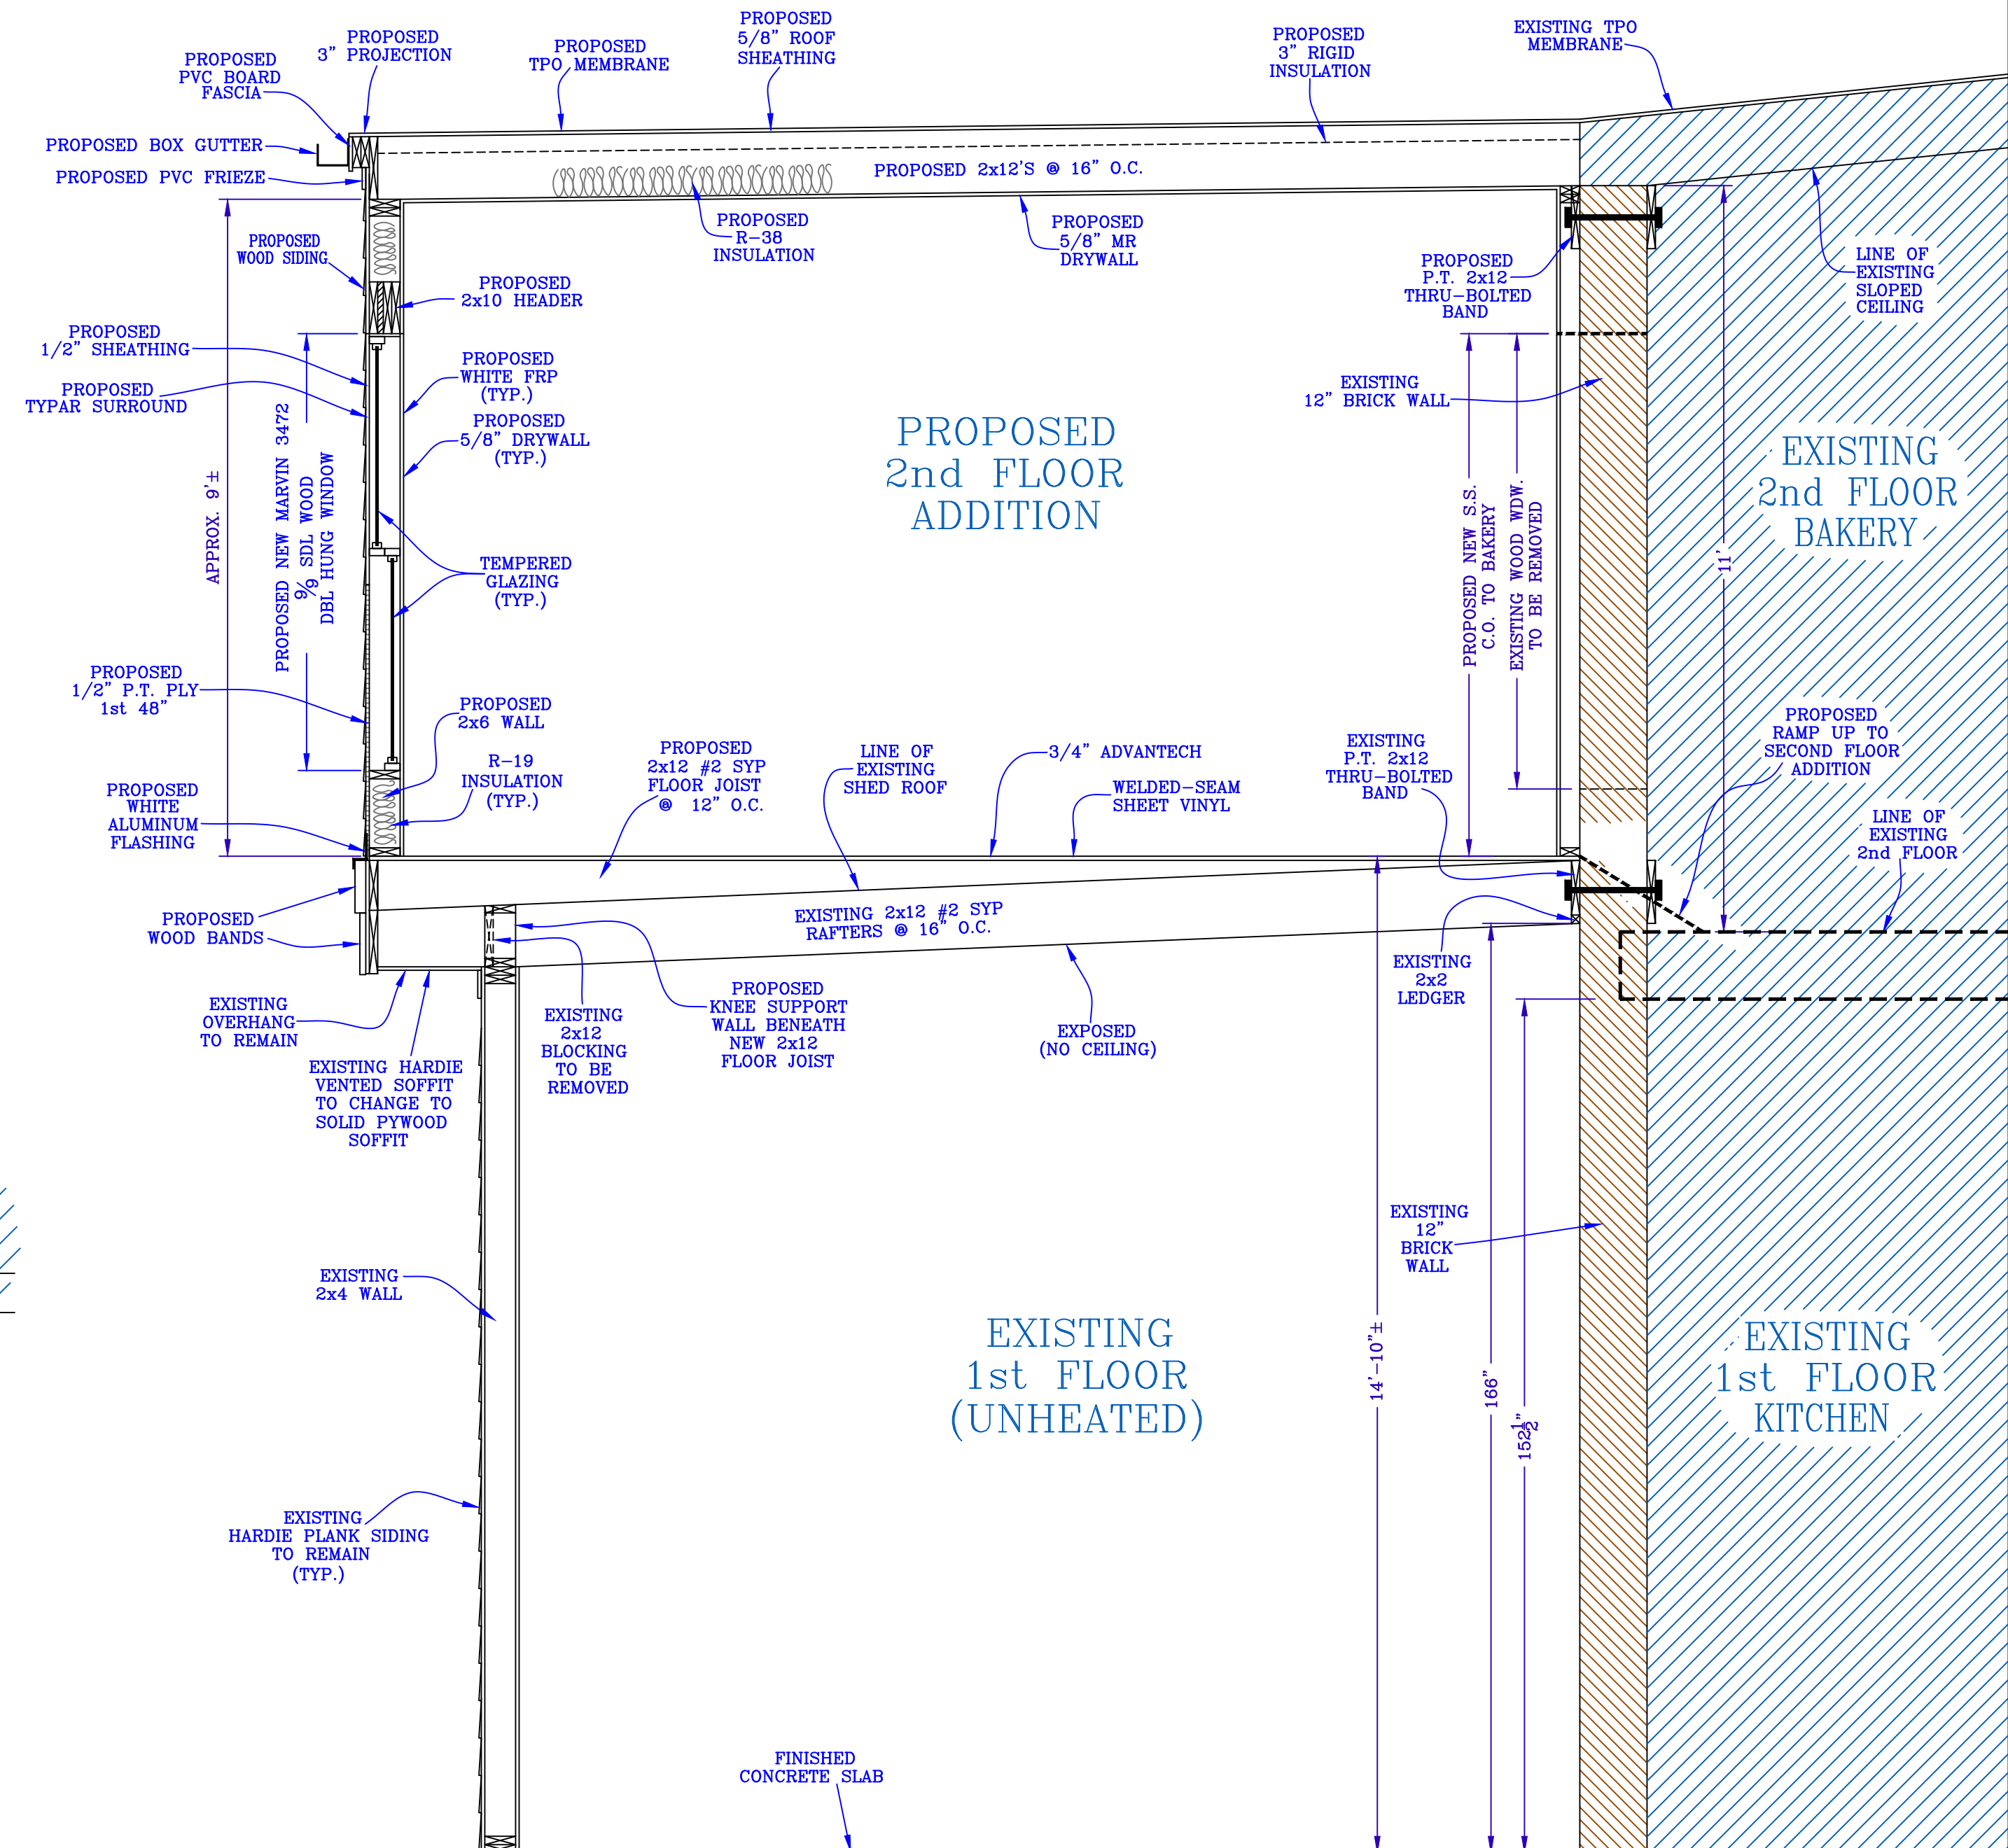 PROPOSED
3" PROJECTION
PROPOSED
PVC BOARD
FASCIA
PROPOSED BOX GUTTER
PROPOSED PVC FRIEZE
PROPOSED
TPO MEMBRANE
PROPOSED
5/8" ROOF
SHEATHING
PROPOSED
3" RIGID
INSULATION
EXISTING TPO
MEMBRANE
PROPOSED 2x12'S @ 16" O.C.
PROPOSED
R-38
INSULATION
PROPOSED
5/8" MR
DRYWALL
PROPOSED
P.T. 2x12
THRU-BOLTED
BAND
LINE OF
EXISTING
SLOPED
CEILING
PROPOSED
WOOD SIDING
PROPOSED
2x10 HEADER
PROPOSED
1/2" SHEATHING
PROPOSED
TYPAR SURROUND
PROPOSED
WHITE FRP
(TYP.)
PROPOSED
5/8" DRYWALL
(TYP.)
EXISTING
12" BRICK WALL
PROPOSED
2nd FLOOR
ADDITION
EXISTING
2nd FLOOR
BAKERY
APPROX. 9'±
PROPOSED NEW MARVIN 3472
9/9 SDL WOOD
DBL HUNG WINDOW
TEMPERED
GLAZING
(TYP.)
PROPOSED NEW S.S.
C.O. TO BAKERY
EXISTING WOOD WDW.
TO BE REMOVED
11'
PROPOSED
1/2" P.T. PLY
1st 48"
PROPOSED
2x6 WALL
R-19
INSULATION
(TYP.)
PROPOSED
2x12 #2 SYP
FLOOR JOIST
@ 12" O.C.
LINE OF
EXISTING
SHED ROOF
3/4" ADVANTECH
WELDED-SEAM
SHEET VINYL
EXISTING
P.T. 2x12
THRU-BOLTED
BAND
PROPOSED
RAMP UP TO
SECOND FLOOR
ADDITION
LINE OF
EXISTING
2nd FLOOR
PROPOSED
WHITE
ALUMINUM
FLASHING
PROPOSED
WOOD BANDS
EXISTING 2x12 #2 SYP
RAFTERS @ 16" O.C.
EXISTING
2x2
LEDGER
EXISTING
OVERHANG
TO REMAIN
EXISTING HARDIE
VENTED SOFFIT
TO CHANGE TO
SOLID PYWOOD
SOFFIT
EXISTING
2x12
BLOCKING
TO BE
REMOVED
PROPOSED
KNEE SUPPORT
WALL BENEATH
NEW 2x12
FLOOR JOIST
EXPOSED
(NO CEILING)
EXISTING
12"
BRICK
WALL
EXISTING
2x4 WALL
EXISTING
1st FLOOR
(UNHEATED)
14'-10"±
166"
152 1/2"
EXISTING
1st FLOOR
KITCHEN
EXISTING
HARDIE PLANK SIDING
TO REMAIN
(TYP.)
FINISHED
CONCRETE SLAB